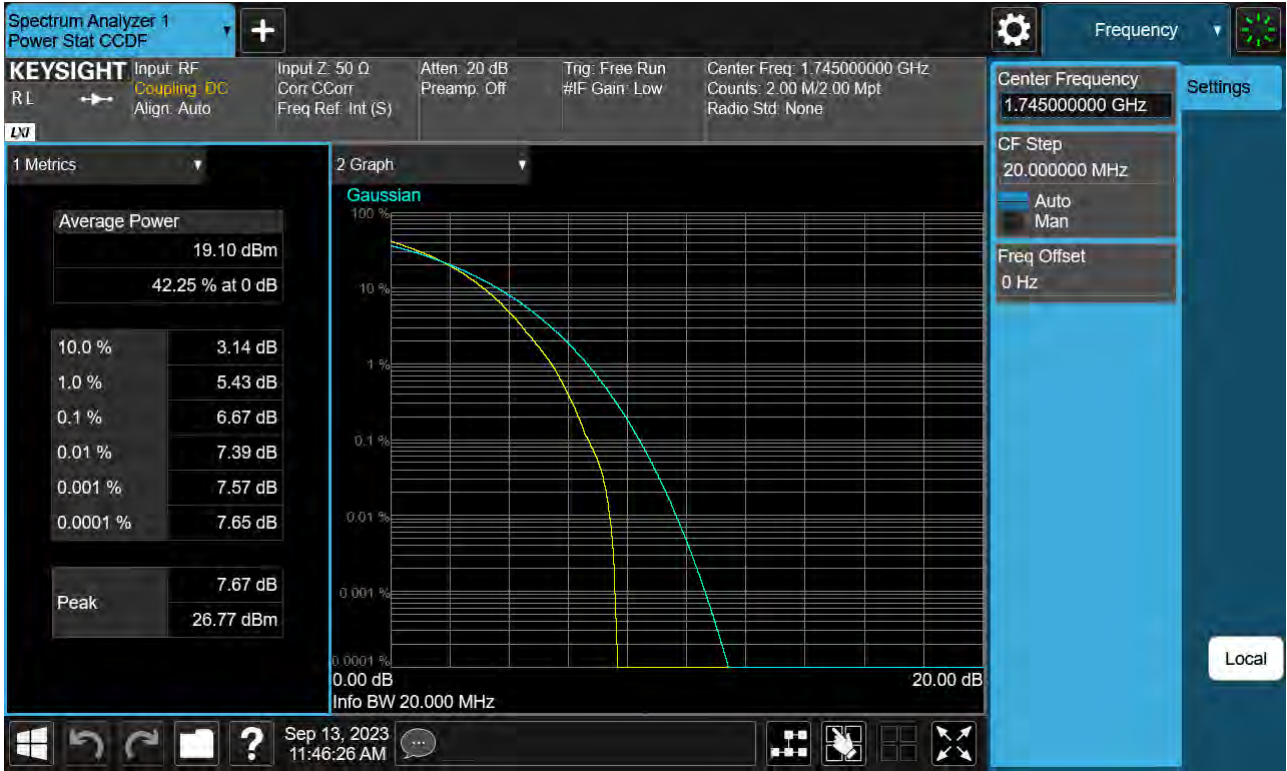 Spectrum Analyzer 1
Power Stat CCDF
Frequency
KEYSIGHT
RL
LXI
Input: RF
Coupling: DC
Align: Auto
Input Z: 50 Ω
Corr CCorr
Freq Ref: Int (S)
Atten: 20 dB
Preamp: Off
Trig: Free Run
#IF Gain: Low
Center Freq: 1.745000000 GHz
Counts: 2.00 M/2.00 Mpt
Radio Std: None
Center Frequency
1.745000000 GHz
Settings
CF Step
20.000000 MHz
Auto
Man
Freq Offset
0 Hz
Local
1 Metrics
Average Power
19.10 dBm
42.25 % at 0 dB
10.0 % 3.14 dB
1.0 % 5.43 dB
0.1 % 6.67 dB
0.01 % 7.39 dB
0.001 % 7.57 dB
0.0001 % 7.65 dB
Peak
7.67 dB
26.77 dBm
2 Graph
Gaussian
100 %
10 %
1 %
0.1 %
0.01 %
0.001 %
0.0001 %
0.00 dB 20.00 dB
Info BW 20.000 MHz
Sep 13, 2023
11:46:26 AM